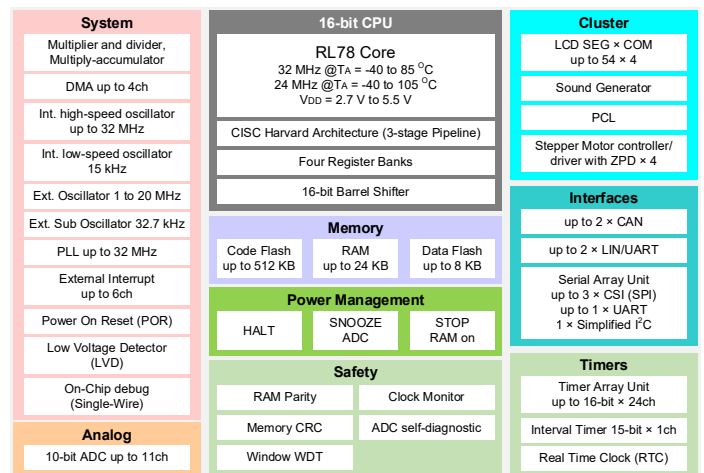 System
Multiplier and divider,
Multiply-accumulator
DMA up to 4ch
Int. high-speed oscillator
up to 32 MHz
Int. low-speed oscillator
15 kHz
Ext. Oscillator 1 to 20 MHz
Ext. Sub Oscillator 32.7 kHz
PLL up to 32 MHz
External Interrupt
up to 6ch
Power On Reset (POR)
Low Voltage Detector
(LVD)
On-Chip debug
(Single-Wire)
Analog
10-bit ADC up to 11ch
16-bit CPU
RL78 Core
32 MHz @TA = -40 to 85 °C
24 MHz @TA = -40 to 105 °C
VDD = 2.7 V to 5.5 V
CISC Harvard Architecture (3-stage Pipeline)
Four Register Banks
16-bit Barrel Shifter
Memory
Code Flash
up to 512 KB
RAM
up to 24 KB
Data Flash
up to 8 KB
Power Management
HALT
SNOOZE
ADC
STOP
RAM on
Safety
RAM Parity
Clock Monitor
Memory CRC
ADC self-diagnostic
Window WDT
Cluster
LCD SEG × COM
up to 54 × 4
Sound Generator
PCL
Stepper Motor controller/
driver with ZPD × 4
Interfaces
up to 2 × CAN
up to 2 × LIN/UART
Serial Array Unit
up to 3 × CSI (SPI)
up to 1 × UART
1 × Simplified I²C
Timers
Timer Array Unit
up to 16-bit × 24ch
Interval Timer 15-bit × 1ch
Real Time Clock (RTC)